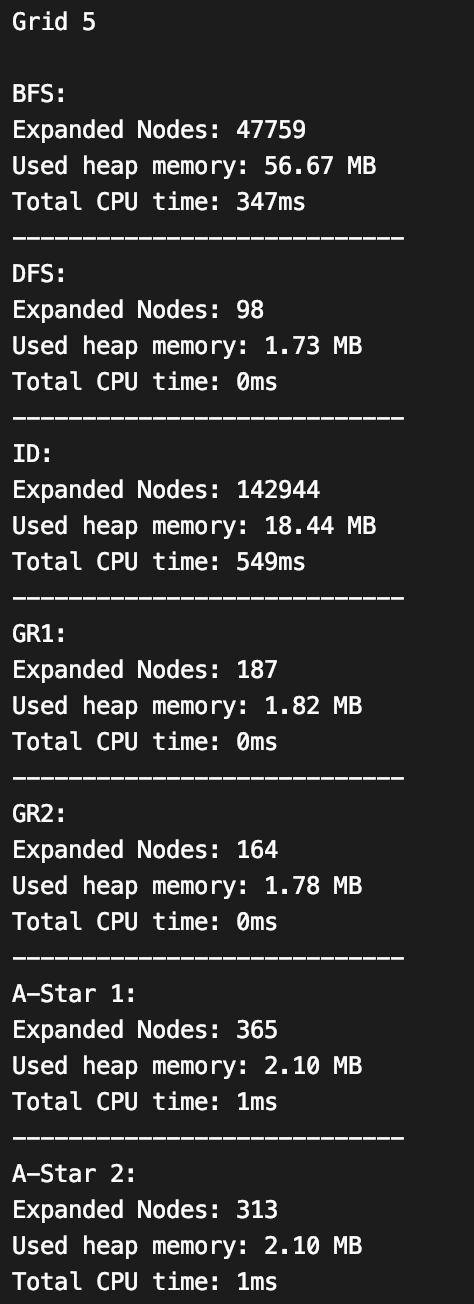 Grid 5
BFS:
Expanded Nodes: 47759
Used heap memory: 56.67 MB
Total CPU time: 347ms
----------------------------
DFS:
Expanded Nodes: 98
Used heap memory: 1.73 MB
Total CPU time: 0ms
----------------------------
ID:
Expanded Nodes: 142944
Used heap memory: 18.44 MB
Total CPU time: 549ms
----------------------------
GR1:
Expanded Nodes: 187
Used heap memory: 1.82 MB
Total CPU time: 0ms
----------------------------
GR2:
Expanded Nodes: 164
Used heap memory: 1.78 MB
Total CPU time: 0ms
----------------------------
A-Star 1:
Expanded Nodes: 365
Used heap memory: 2.10 MB
Total CPU time: 1ms
----------------------------
A-Star 2:
Expanded Nodes: 313
Used heap memory: 2.10 MB
Total CPU time: 1ms